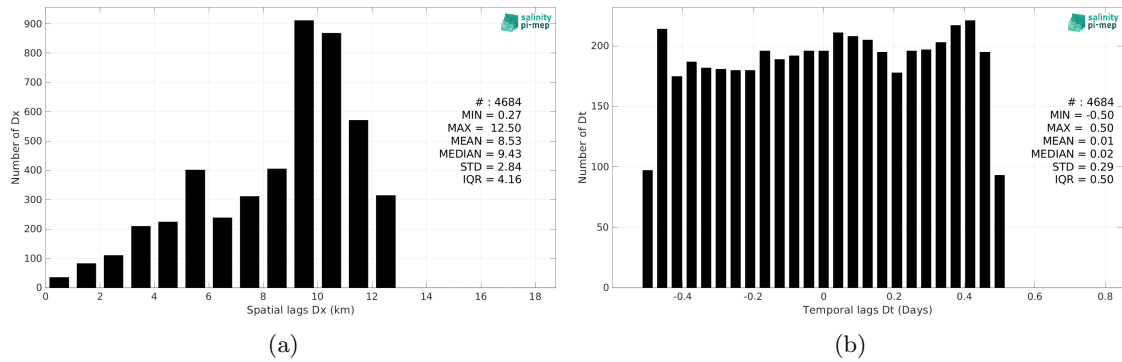 900
800
700
600
500
400
300
200
100
0
Number of Dx
0 2 4 6 8 10 12 14 16 18
Spatial lags Dx (km)
salinity
pi-mep
# : 4684
MIN = 0.27
MAX = 12.50
MEAN = 8.53
MEDIAN = 9.43
STD = 2.84
IQR = 4.16
(a)
200
150
100
50
0
Number of Dt
-0.4 -0.2 0 0.2 0.4 0.6 0.8
Temporal lags Dt (Days)
salinity
pi-mep
# : 4684
MIN = -0.50
MAX = 0.50
MEAN = 0.01
MEDIAN = 0.02
STD = 0.29
IQR = 0.50
(b)